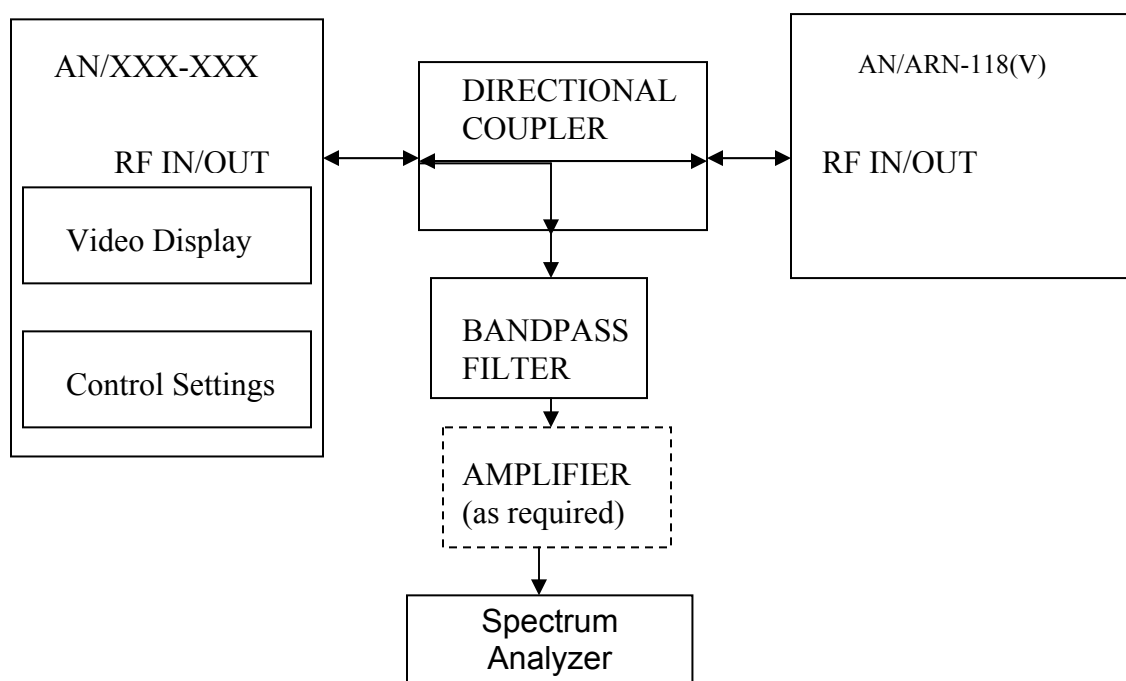 AN/XXX-XXX
RF IN/OUT
Video Display
Control Settings
DIRECTIONAL
COUPLER
AN/ARN-118(V)
RF IN/OUT
BANDPASS
FILTER
AMPLIFIER
(as required)
Spectrum
Analyzer